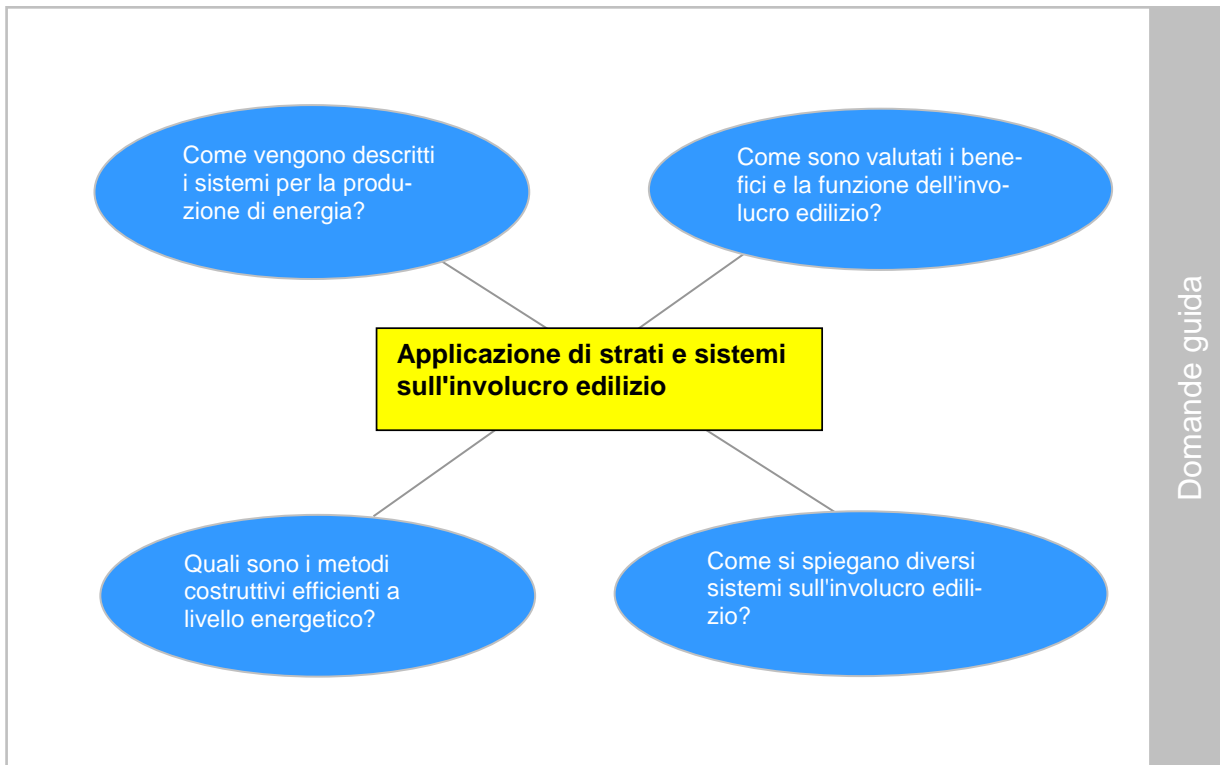 Come vengono descritti
i sistemi per la produ-
zione di energia?
Come sono valutati i bene-
fici e la funzione dell'invo-
lucro edilizio?
Applicazione di strati e sistemi
sull'involucro edilizio
Quali sono i metodi
costruttivi efficienti a
livello energetico?
Come si spiegano diversi
sistemi sull'involucro edili-
zio?
Domande guida